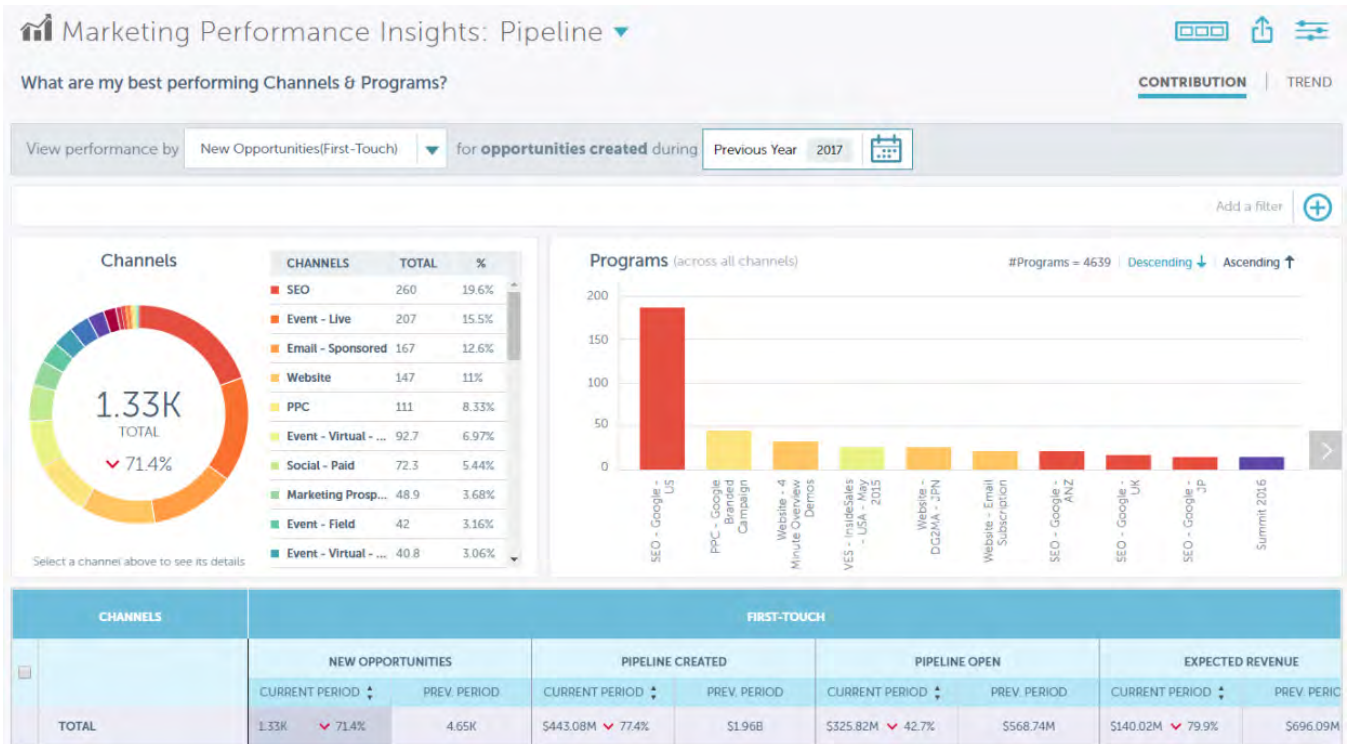 Marketing Performance Insights: Pipeline
What are my best performing Channels & Programs?
CONTRIBUTION | TREND
View performance by New Opportunities(First-Touch) for opportunities created during Previous Year 2017
Add a filter
Channels
1.33K
TOTAL
71.4%
Select a channel above to see its details
CHANNELS TOTAL %
SEO 260 19.6%
Event - Live 207 15.5%
Email - Sponsored 167 12.6%
Website 147 11%
PPC 111 8.33%
Event - Virtual - ... 92.7 6.97%
Social - Paid 72.3 5.44%
Marketing Prosp... 48.9 3.68%
Event - Field 42 3.16%
Event - Virtual - ... 40.8 3.06%
Programs (across all channels)
#Programs = 4639 Descending Ascending
200
150
100
50
0
SEO - Google -
US
PPC - Google
Branded
Campaign
Website - 4
Minute Overview
Demos
VES - InsideSales
- USA - May
2015
Website -
DG2MA - JPN
Website - Email
Subscription
SEO - Google -
ANZ
SEO - Google -
UK
SEO - Google -
JP
Summit 2016
CHANNELS FIRST-TOUCH
NEW OPPORTUNITIES PIPELINE CREATED PIPELINE OPEN EXPECTED REVENUE
CURRENT PERIOD PREV. PERIOD CURRENT PERIOD PREV. PERIOD CURRENT PERIOD PREV. PERIOD CURRENT PERIOD PREV. PERIC
TOTAL 1.33K 71.4% 4.65K $443.08M 77.4% $1.96B $325.82M 42.7% $568.74M $140.02M 79.9% $696.09M